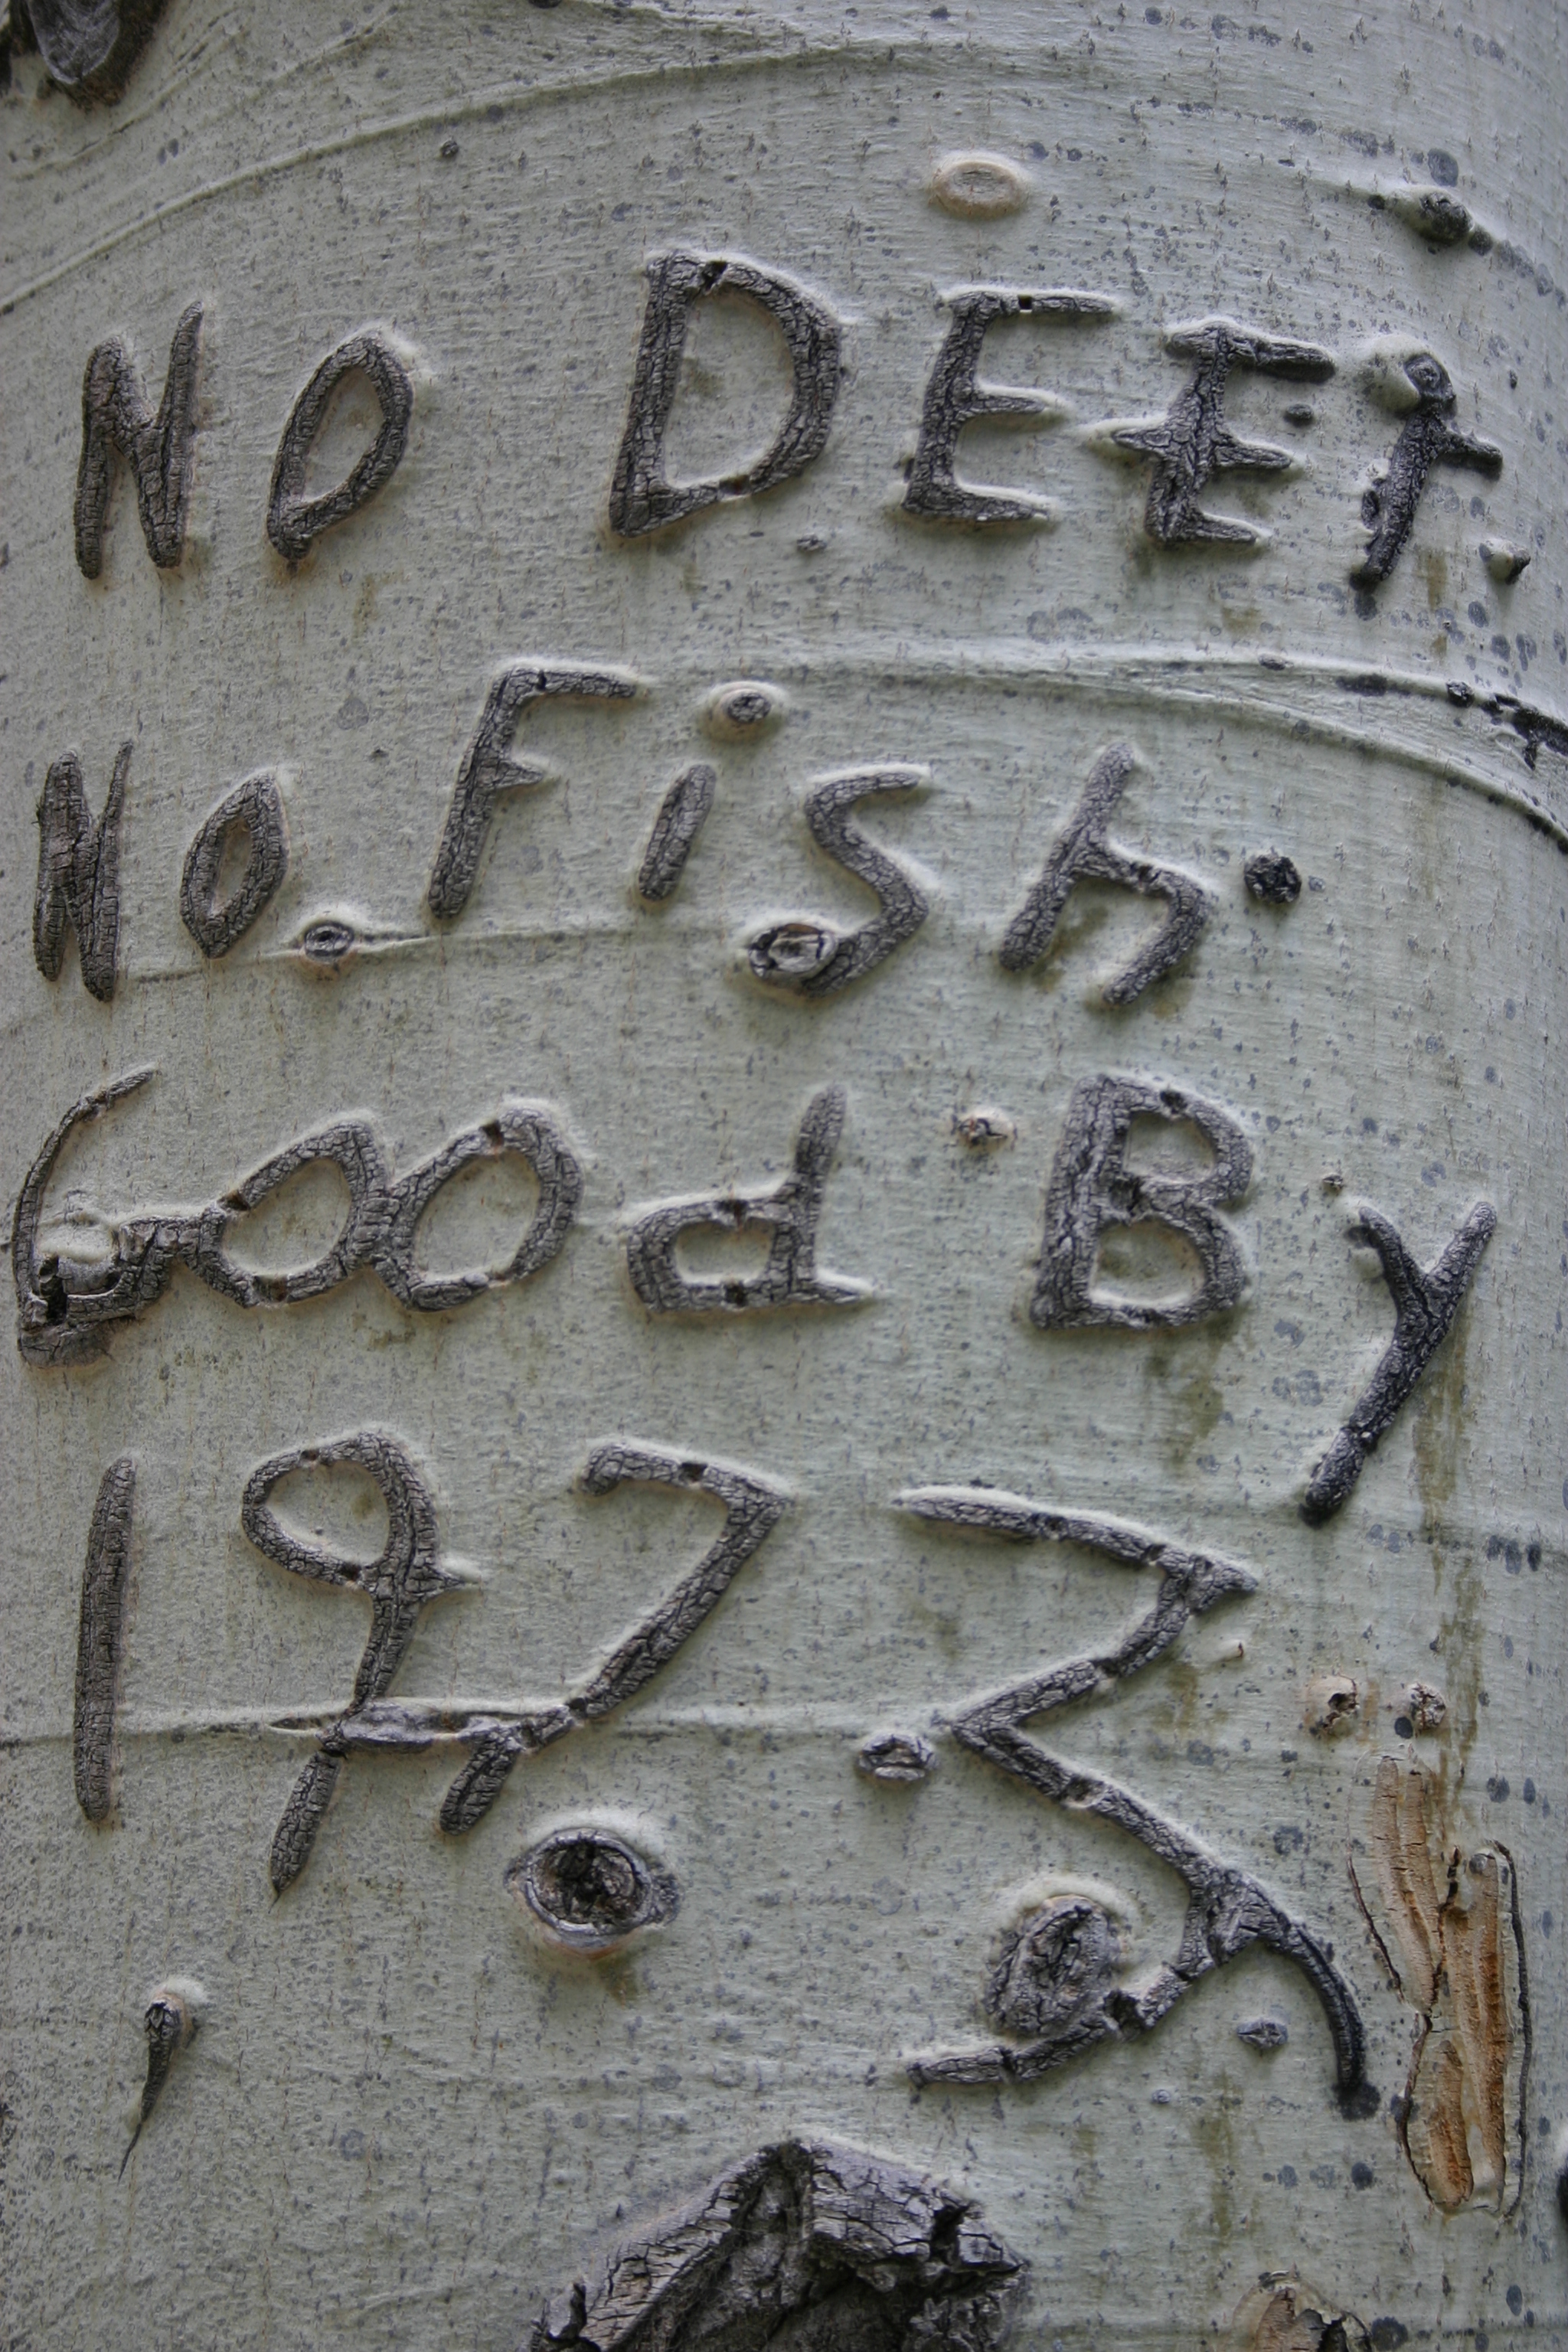 NO DEEr
No Fish
Good By
1973